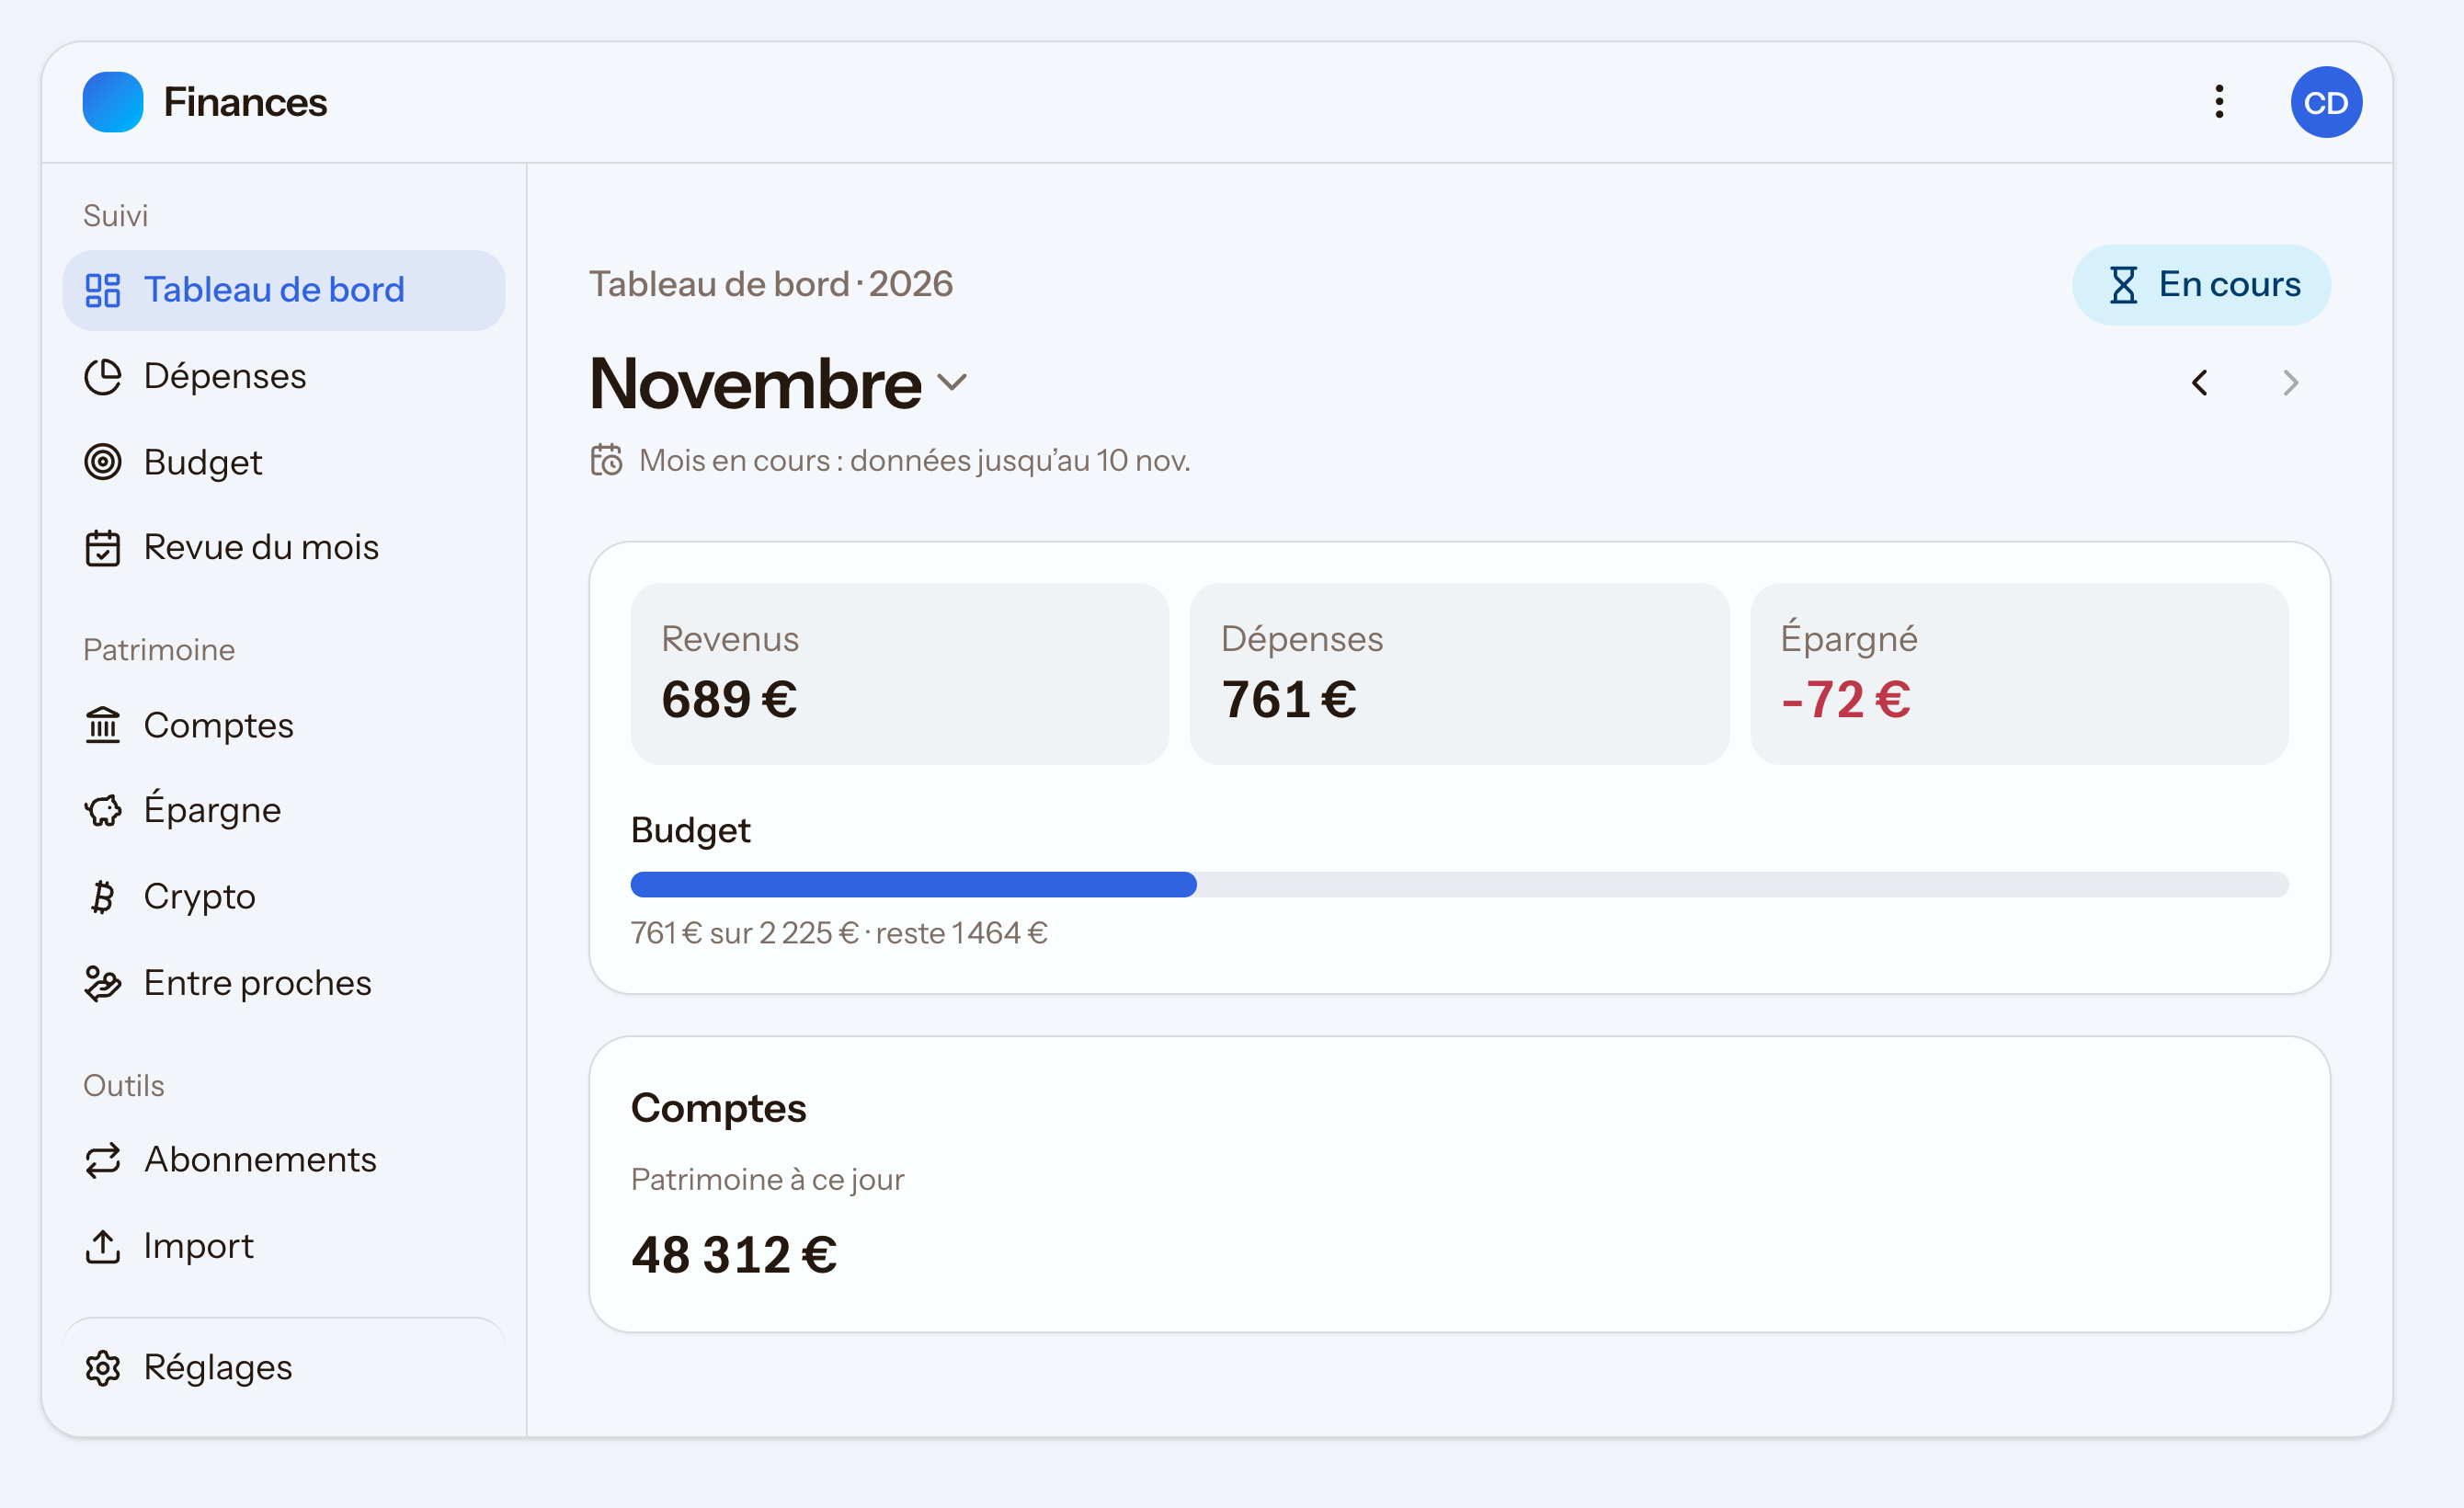 Finances
CD
Suivi
Tableau de bord
Dépenses
Budget
Revue du mois
Patrimoine
Comptes
Épargne
Crypto
Entre proches
Outils
Abonnements
Import
Réglages
Tableau de bord · 2026
En cours
Novembre
Mois en cours : données jusqu’au 10 nov.
Revenus
689 €
Dépenses
761 €
Épargné
-72 €
Budget
761 € sur 2 225 € · reste 1 464 €
Comptes
Patrimoine à ce jour
48 312 €